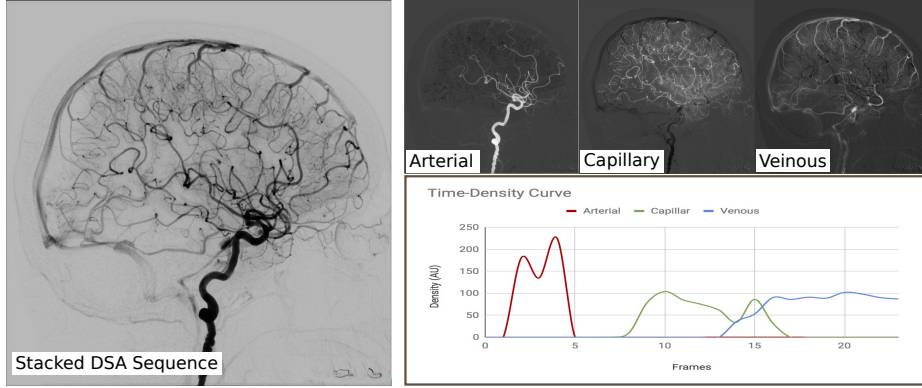 Stacked DSA Sequence
Arterial
Capillary
Veinous
Time-Density Curve
Arterial Capillar Venous
Density (AU)
250
200
150
100
50
0
0 5 10 15 20
Frames